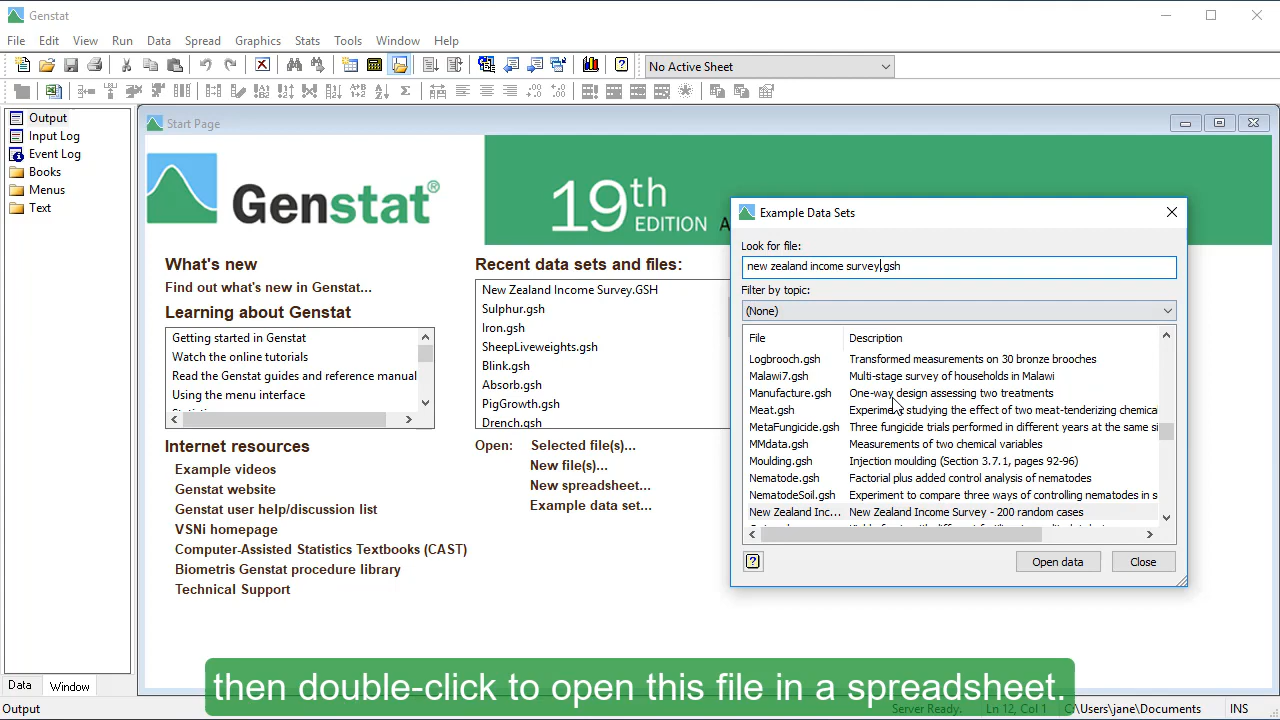 Genstat
File Edit View Run Data Spread Graphics Stats Tools Window Help
No Active Sheet
Output
Input Log
Event Log
Books
Menus
Text
Start Page
Genstat®
19th
EDITION A
What's new
Find out what's new in Genstat...
Learning about Genstat
Getting started in Genstat
Watch the online tutorials
Read the Genstat guides and reference manual
Using the menu interface
Internet resources
Example videos
Genstat website
Genstat user help/discussion list
VSNi homepage
Computer-Assisted Statistics Textbooks (CAST)
Biometris Genstat procedure library
Technical Support
Recent data sets and files:
New Zealand Income Survey.GSH
Sulphur.gsh
Iron.gsh
SheepLiveweights.gsh
Blink.gsh
Absorb.gsh
PigGrowth.gsh
Drench.gsh
Open: Selected file(s)...
New file(s)...
New spreadsheet...
Example data set...
Example Data Sets
Look for file:
new zealand income survey.gsh
Filter by topic:
(None)
File Description
Logbrooch.gsh Transformed measurements on 30 bronze brooches
Malawi7.gsh Multi-stage survey of households in Malawi
Manufacture.gsh One-way design assessing two treatments
Meat.gsh Experiment studying the effect of two meat-tenderizing chemica
MetaFungicide.gsh Three fungicide trials performed in different years at the same si
MMdata.gsh Measurements of two chemical variables
Moulding.gsh Injection moulding (Section 3.7.1, pages 92-96)
Nematode.gsh Factorial plus added control analysis of nematodes
NematodeSoil.gsh Experiment to compare three ways of controlling nematodes in s
New Zealand Inc... New Zealand Income Survey - 200 random cases
Open data Close
then double-click to open this file in a spreadsheet.
Data Window
Output Server Ready. Ln 12, Col 1 C:\Users\jane\Documents INS